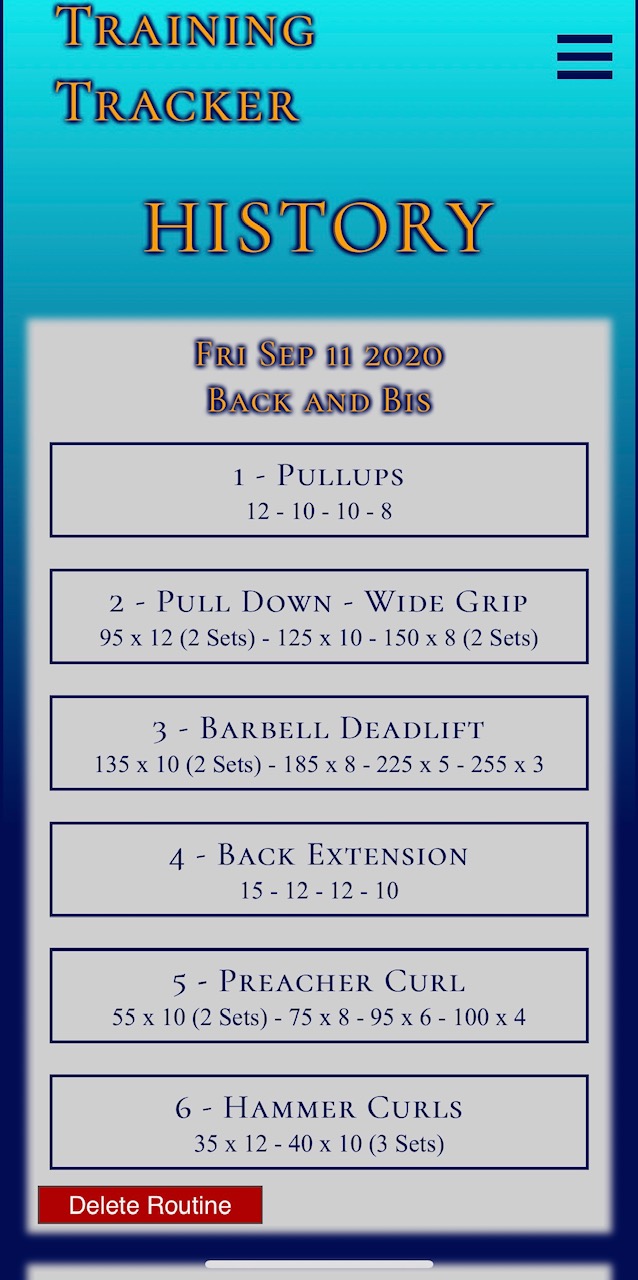 Training
Tracker
HISTORY
Fri Sep 11 2020
Back and Bis
1 - Pullups
12 - 10 - 10 - 8
2 - Pull Down - Wide Grip
95 x 12 (2 Sets) - 125 x 10 - 150 x 8 (2 Sets)
3 - Barbell Deadlift
135 x 10 (2 Sets) - 185 x 8 - 225 x 5 - 255 x 3
4 - Back Extension
15 - 12 - 12 - 10
5 - Preacher Curl
55 x 10 (2 Sets) - 75 x 8 - 95 x 6 - 100 x 4
6 - Hammer Curls
35 x 12 - 40 x 10 (3 Sets)
Delete Routine